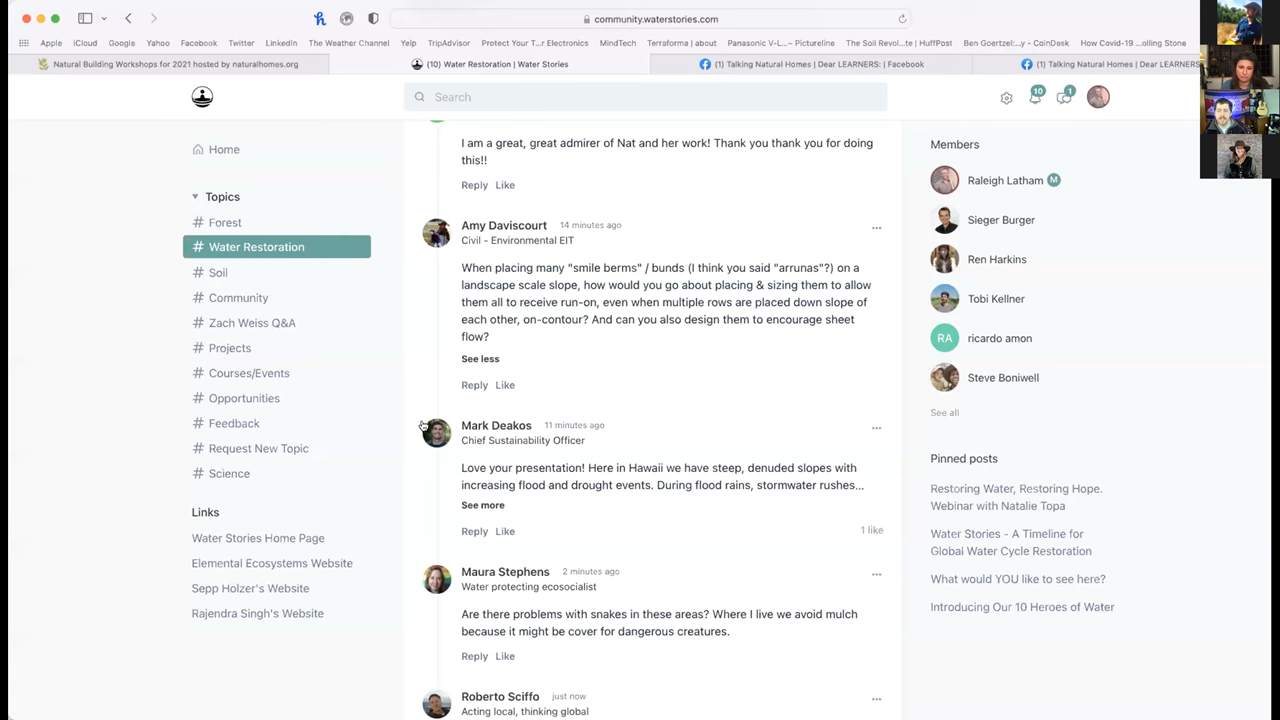 community.waterstories.com
Apple iCloud Google Yahoo Facebook Twitter LinkedIn The Weather Channel Yelp TripAdvisor Protect Your T...r Electronics MindTech Terraforma | about Panasonic V-L...– Pictureline The Soil Revol...te | HuffPost Ben Goertzel:...y - CoinDesk How Covid-19 ...olling Stone
Natural Building Workshops for 2021 hosted by naturalhomes.org
(10) Water Restoration | Water Stories
(1) Talking Natural Homes | Dear LEARNERS: | Facebook
(1) Talking Natural Homes | Dear LEARNERS
Search
10
1
Home
Topics
# Forest
# Water Restoration
# Soil
# Community
# Zach Weiss Q&A
# Projects
# Courses/Events
# Opportunities
# Feedback
# Request New Topic
# Science
Links
Water Stories Home Page
Elemental Ecosystems Website
Sepp Holzer's Website
Rajendra Singh's Website
I am a great, great admirer of Nat and her work! Thank you thank you for doing
this!!
Reply Like
Amy Daviscourt 14 minutes ago
Civil - Environmental EIT
When placing many "smile berms" / bunds (I think you said "arrunas"?) on a
landscape scale slope, how would you go about placing & sizing them to allow
them all to receive run-on, even when multiple rows are placed down slope of
each other, on-contour? And can you also design them to encourage sheet
flow?
See less
Reply Like
Mark Deakos 11 minutes ago
Chief Sustainability Officer
Love your presentation! Here in Hawaii we have steep, denuded slopes with
increasing flood and drought events. During flood rains, stormwater rushes...
See more
Reply Like
1 like
Maura Stephens 2 minutes ago
Water protecting ecosocialist
Are there problems with snakes in these areas? Where I live we avoid mulch
because it might be cover for dangerous creatures.
Reply Like
Roberto Sciffo just now
Acting local, thinking global
Members
Raleigh Latham M
Sieger Burger
Ren Harkins
Tobi Kellner
RA ricardo amon
Steve Boniwell
See all
Pinned posts
Restoring Water, Restoring Hope.
Webinar with Natalie Topa
Water Stories - A Timeline for
Global Water Cycle Restoration
What would YOU like to see here?
Introducing Our 10 Heroes of Water